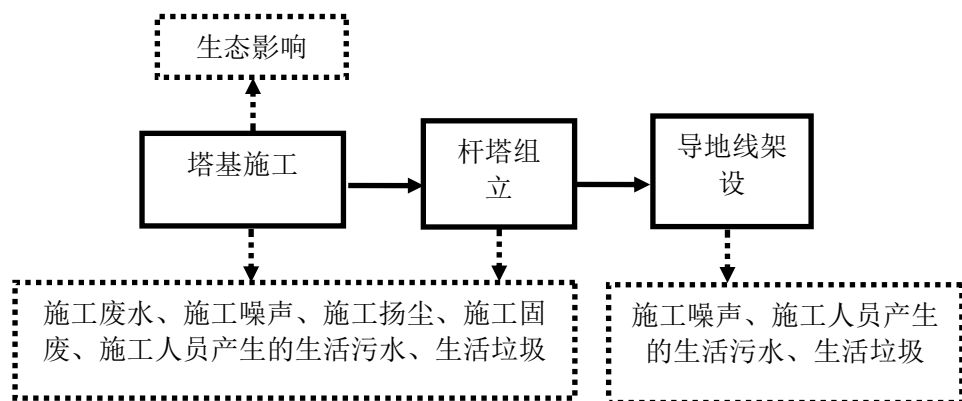 生态影响
塔基施工
杆塔组
立
导地线架
设
施工废水、施工噪声、施工扬尘、施工固
废、施工人员产生的生活污水、生活垃圾
施工噪声、施工人员产生
的生活污水、生活垃圾